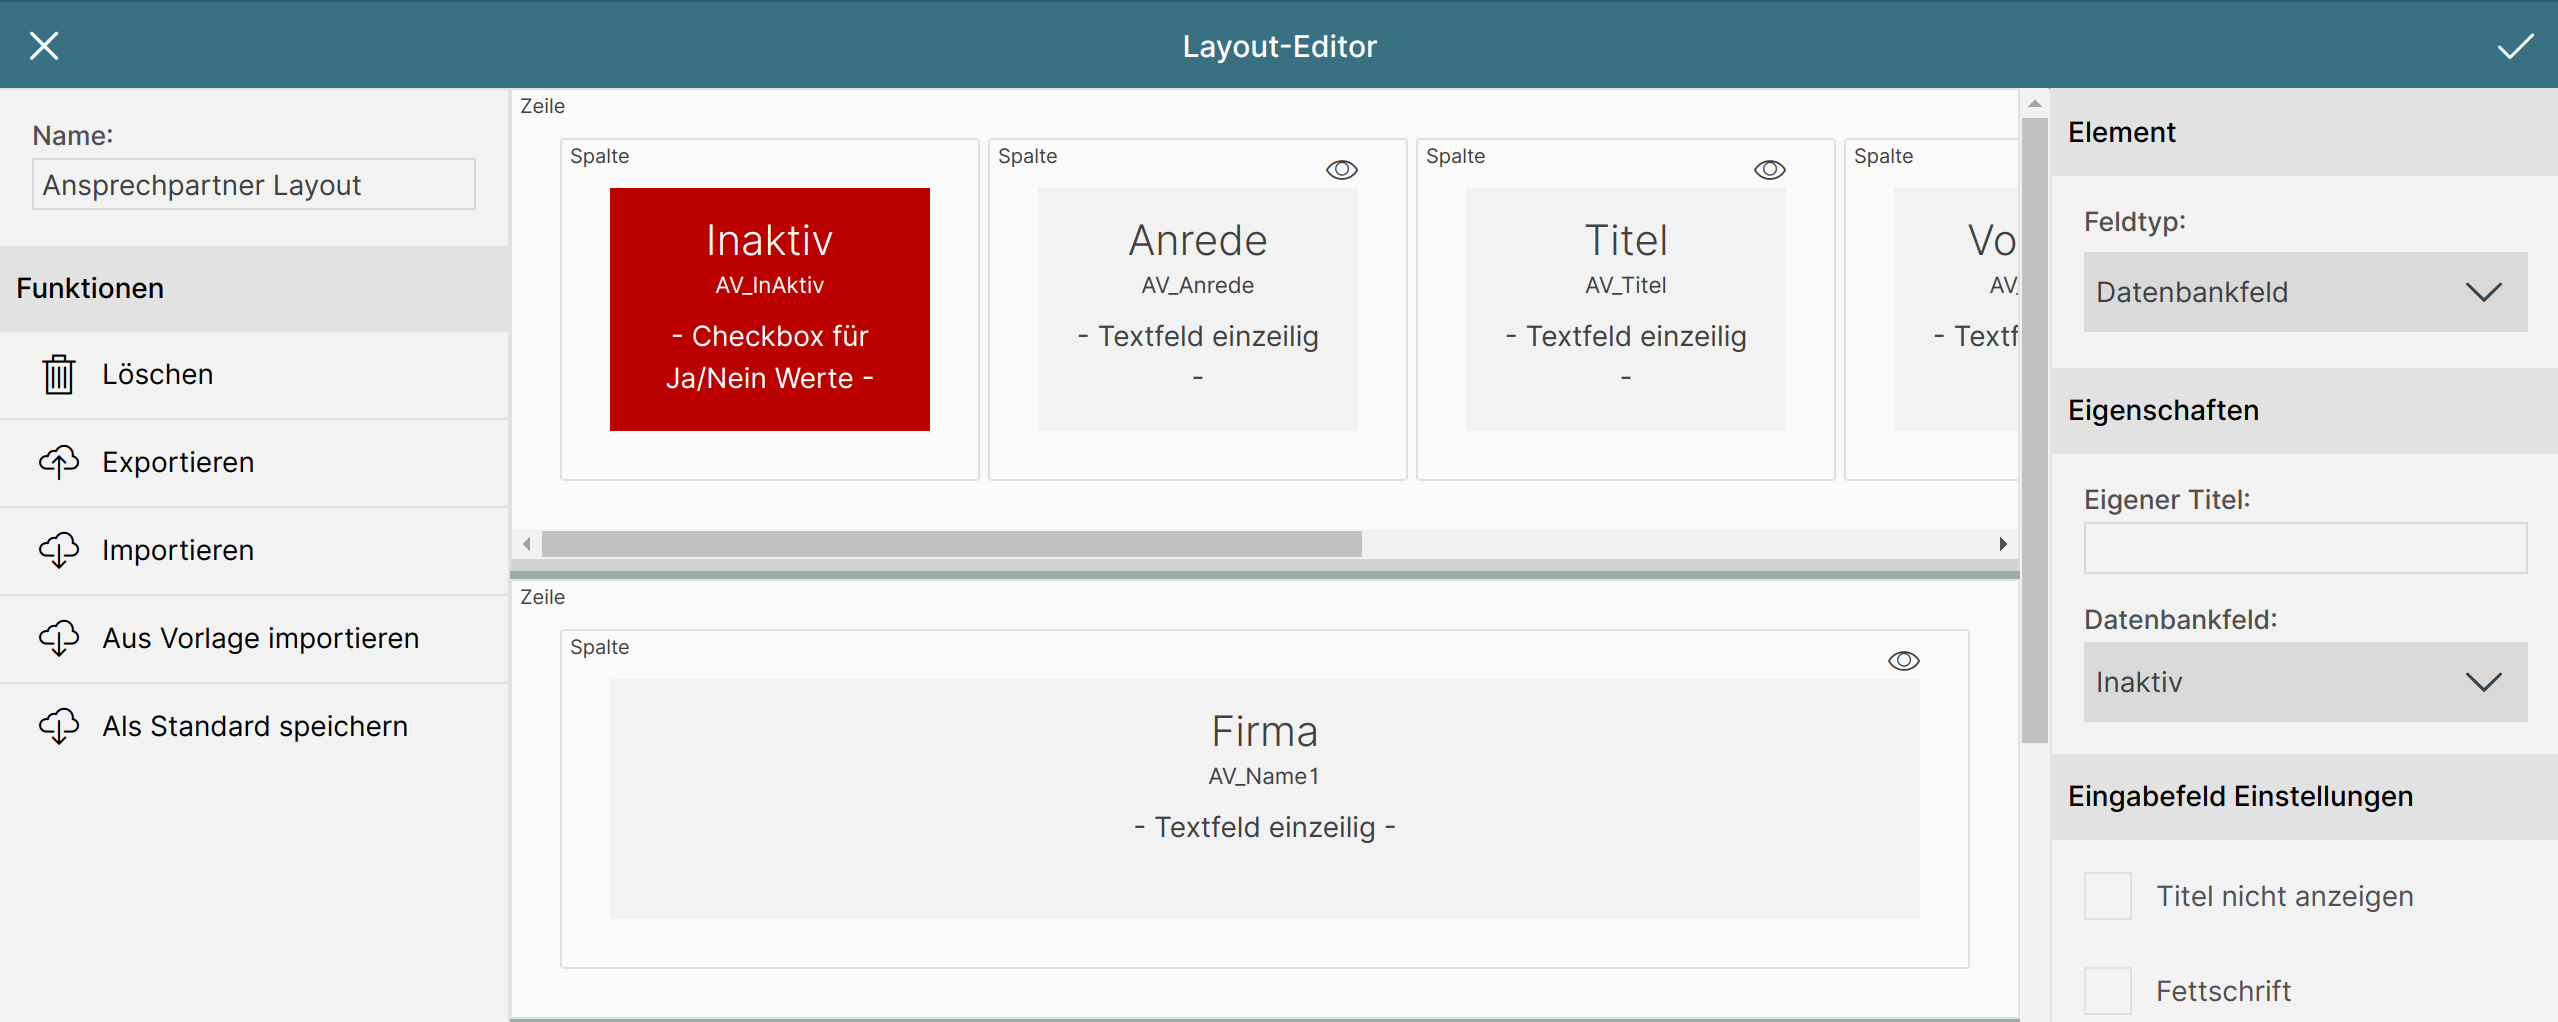 Layout-Editor
Name:
Ansprechpartner Layout
Funktionen
Löschen
Exportieren
Importieren
Aus Vorlage importieren
Als Standard speichern
Zeile
Spalte
Inaktiv
AV_InAktiv
- Checkbox für
Ja/Nein Werte -
Spalte
Anrede
AV_Anrede
- Textfeld einzeilig
-
Spalte
Titel
AV_Titel
- Textfeld einzeilig
-
Spalte
Vo
AV_
- Textf
Zeile
Spalte
Firma
AV_Name1
- Textfeld einzeilig -
Element
Feldtyp:
Datenbankfeld
Eigenschaften
Eigener Titel:
Datenbankfeld:
Inaktiv
Eingabefeld Einstellungen
Titel nicht anzeigen
Fettschrift